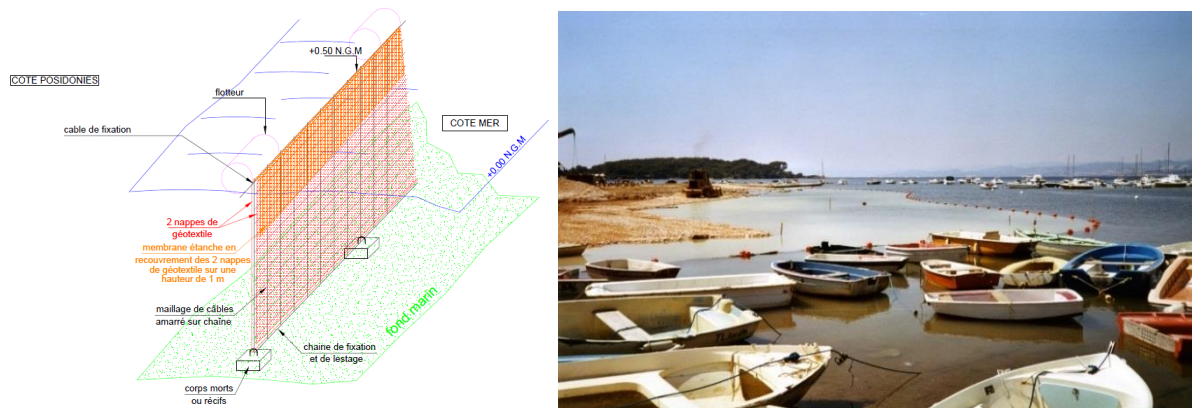 +0.50 N.G.M
COTE POSIDONIES
flotteur
COTE MER
cable de fixation
+0.00 N.G.M
2 nappes de
géotextile
membrane étanche en
recouvrement des 2 nappes
de géotextile sur une
hauteur de 1 m
maillage de câbles
amarré sur chaîne
fond marin
chaine de fixation
et de lestage
corps morts
ou récifs